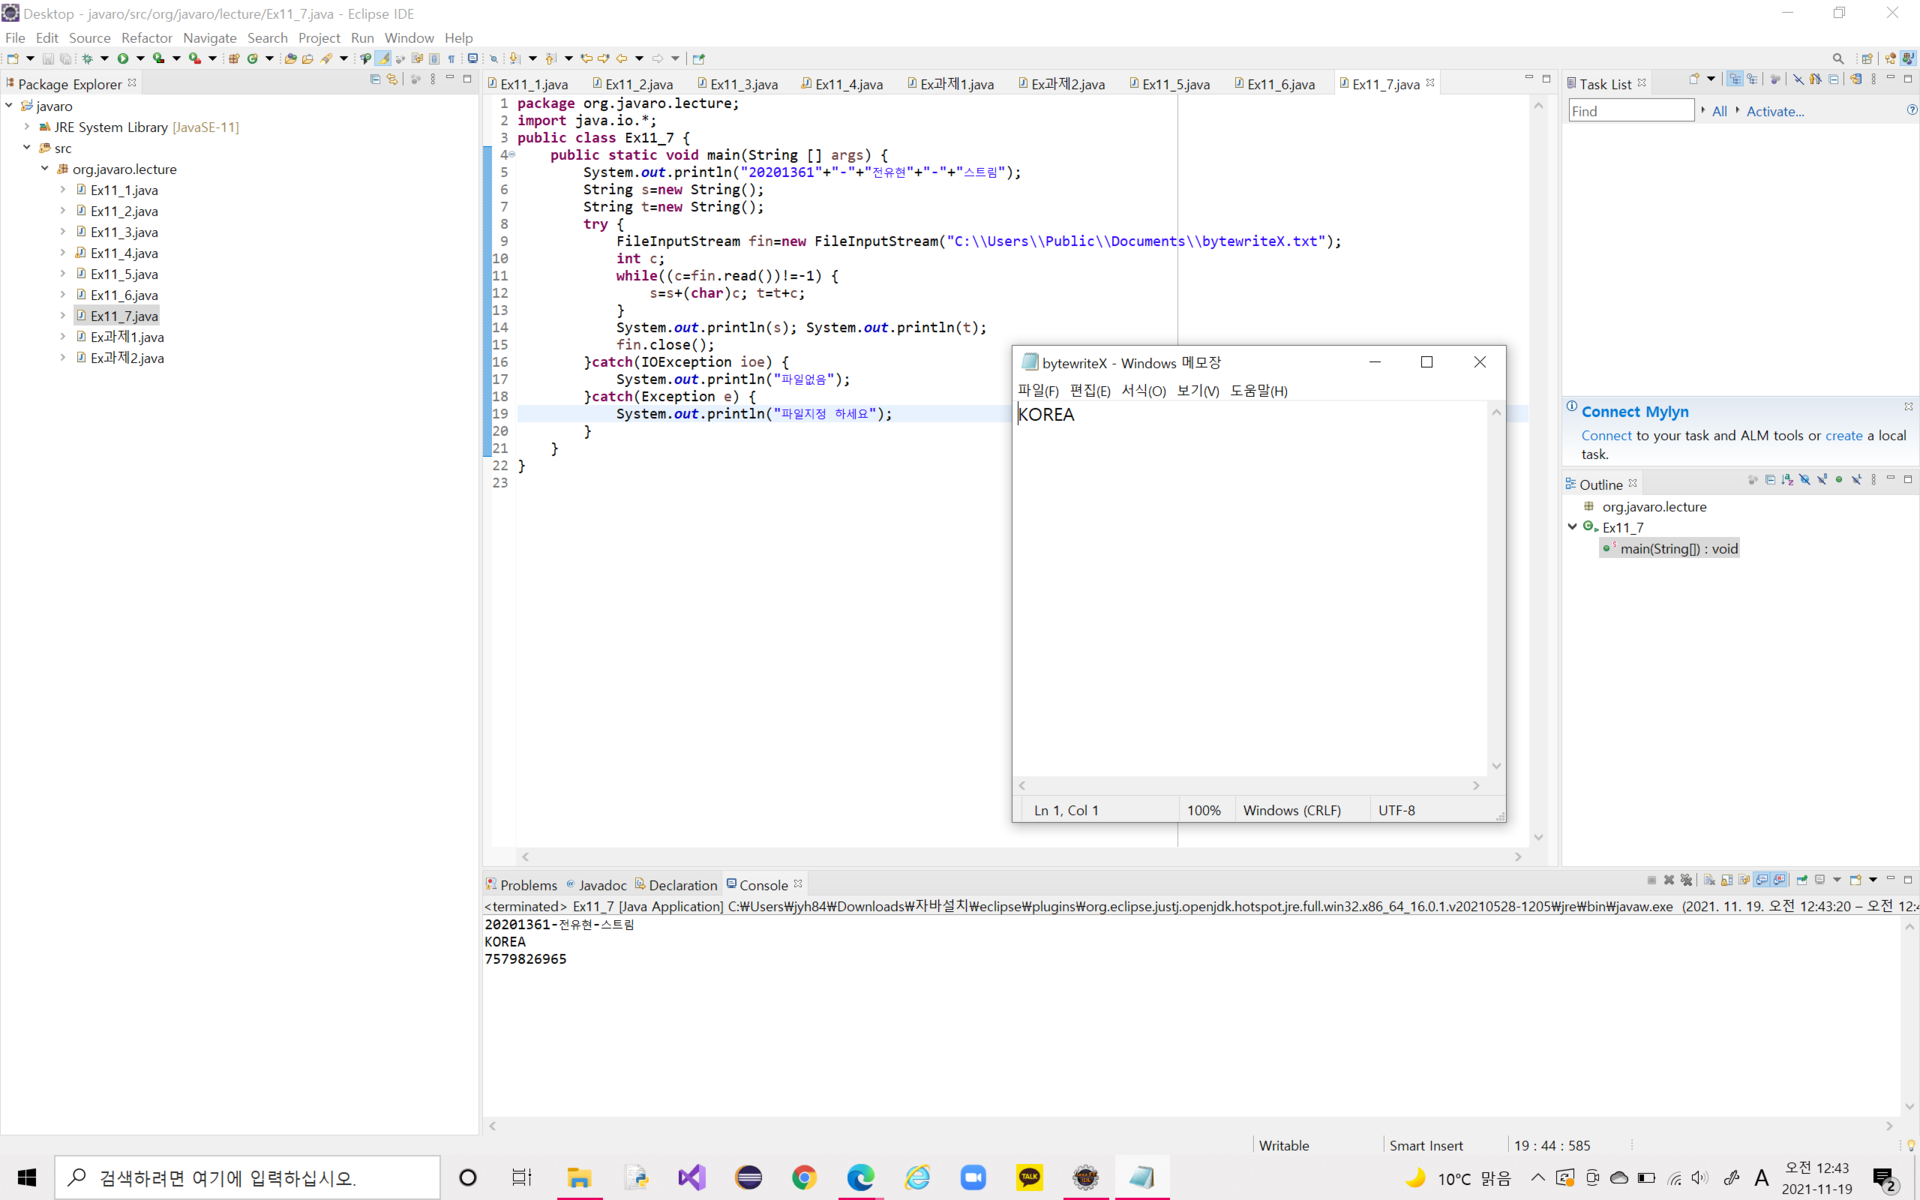 Desktop - javaro/src/org/javaro/lecture/Ex11_7.java - Eclipse IDE
File Edit Source Refactor Navigate Search Project Run Window Help
Package Explorer
javaro
JRE System Library [JavaSE-11]
src
org.javaro.lecture
Ex11_1.java
Ex11_2.java
Ex11_3.java
Ex11_4.java
Ex11_5.java
Ex11_6.java
Ex11_7.java
Ex과제1.java
Ex과제2.java
Ex11_1.java Ex11_2.java Ex11_3.java Ex11_4.java Ex과제1.java Ex과제2.java Ex11_5.java Ex11_6.java Ex11_7.java
1 package org.javaro.lecture;
2 import java.io.*;
3 public class Ex11_7 {
4 public static void main(String [] args) {
5 System.out.println("20201361"+"-"+"전유현"+"-"+"스트림");
6 String s=new String();
7 String t=new String();
8 try {
9 FileInputStream fin=new FileInputStream("C:\\Users\\Public\\Documents\\bytewriteX.txt");
10 int c;
11 while((c=fin.read())!=-1) {
12 s=s+(char)c; t=t+c;
13 }
14 System.out.println(s); System.out.println(t);
15 fin.close();
16 }catch(IOException ioe) {
17 System.out.println("파일없음");
18 }catch(Exception e) {
19 System.out.println("파일지정 하세요");
20 }
21 }
22 }
23
bytewriteX - Windows 메모장
파일(F) 편집(E) 서식(O) 보기(V) 도움말(H)
KOREA
Ln 1, Col 1 100% Windows (CRLF) UTF-8
Task List
Find All Activate...
Connect Mylyn
Connect to your task and ALM tools or create a local
task.
Outline
org.javaro.lecture
Ex11_7
main(String[]) : void
Problems Javadoc Declaration Console
<terminated> Ex11_7 [Java Application] C:₩Users₩jyh84₩Downloads₩자바설치₩eclipse₩plugins₩org.eclipse.justj.openjdk.hotspot.jre.full.win32.x86_64_16.0.1.v20210528-1205₩jre₩bin₩javaw.exe (2021. 11. 19. 오전 12:43:20 – 오전 12:4
20201361-전유현-스트림
KOREA
7579826965
Writable Smart Insert 19 : 44 : 585
검색하려면 여기에 입력하십시오.
TALK
10°C 맑음
A
오전 12:43
2021-11-19
2